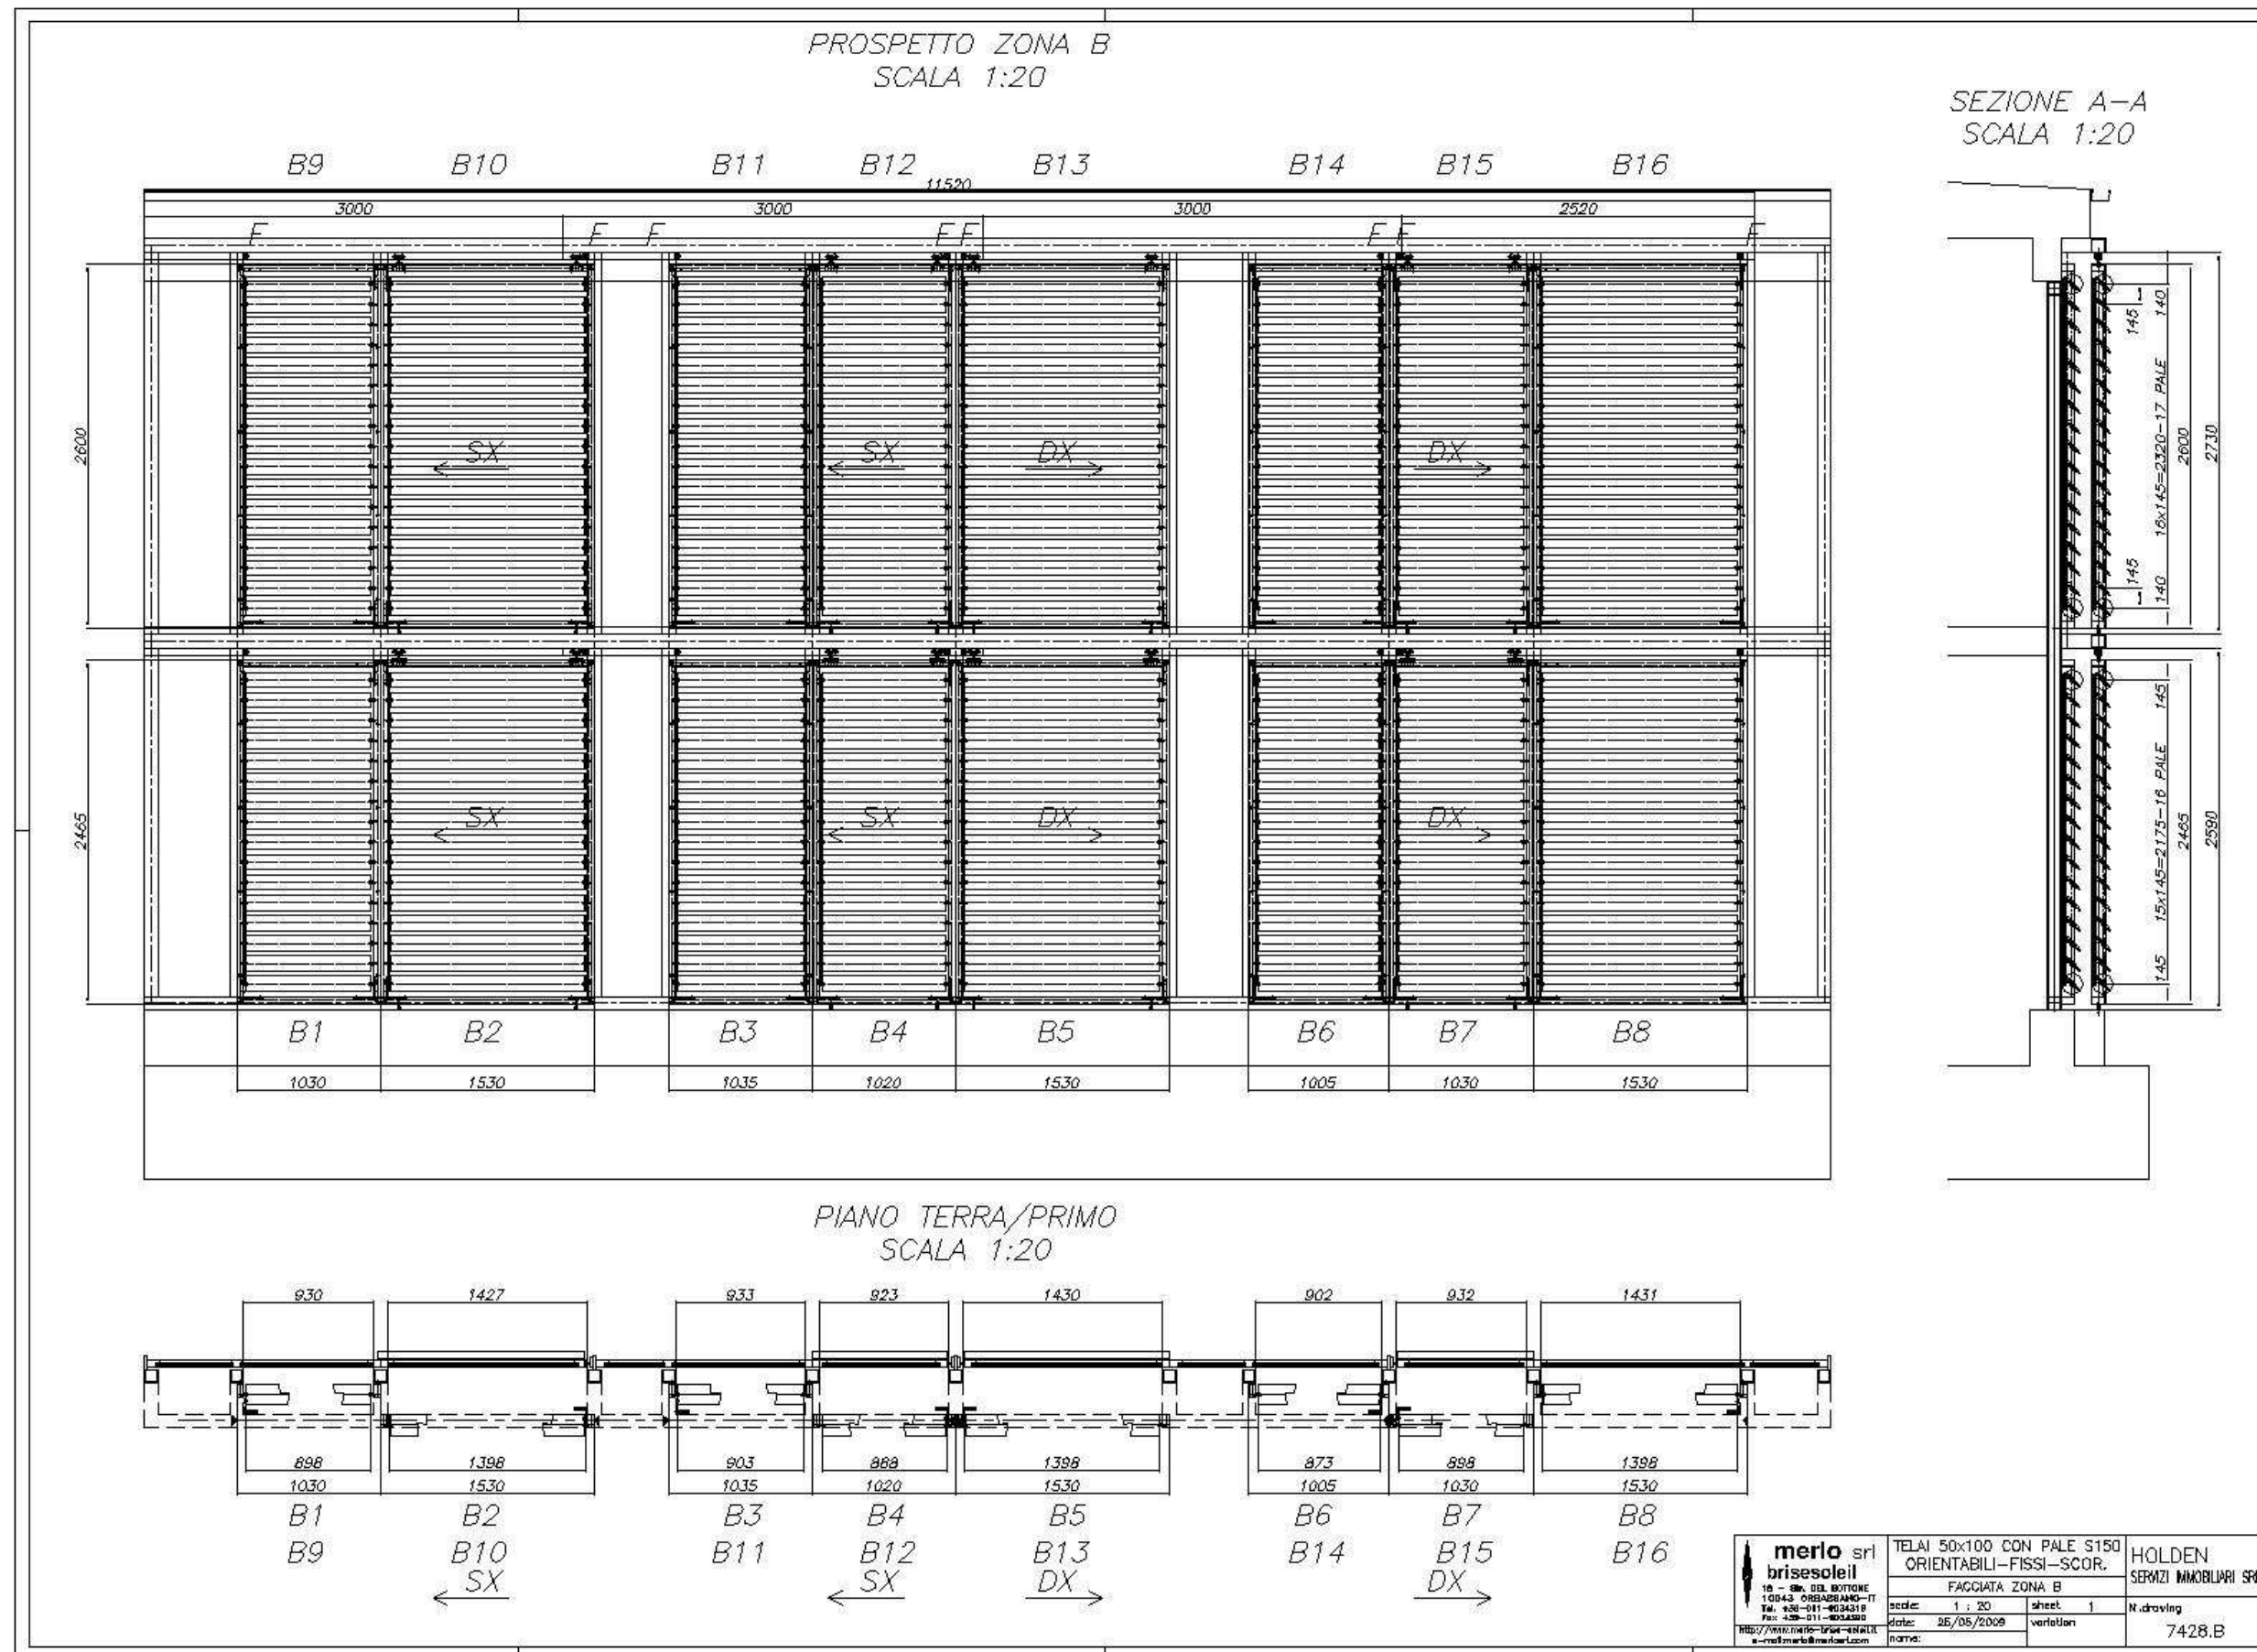 PROSPETTO ZONA B
SCALA 1:20
SEZIONE A-A
SCALA 1:20
B9 B10 B11 B12 B13 B14 B15 B16
11520
3000 3000 3000 2520
F F F F F F F F
2600
SX SX DX DX
140
145
16x145=2320-17 PALE
2600
2730
145
140
2465
SX SX DX DX
145
15x145=2175-16 PALE
2465
2590
145
B1 B2 B3 B4 B5 B6 B7 B8
1030 1530 1035 1020 1530 1005 1030 1530
PIANO TERRA/PRIMO
SCALA 1:20
930 1427 933 923 1430 902 932 1431
898 1398 903 888 1398 873 898 1398
1030 1530 1035 1020 1530 1005 1030 1530
B1 B2 B3 B4 B5 B6 B7 B8
B9 B10 B11 B12 B13 B14 B15 B16
SX SX DX DX
merlo srl
brisesoleil
TELAI 50x100 CON PALE S150
ORIENTABILI-FISSI-SCOR.
FACCIATA ZONA B
scale: 1 : 20 sheet 1
date: variation
name:
HOLDEN
SERVIZI IMMOBILIARI SRL
N.drawing
7428.B